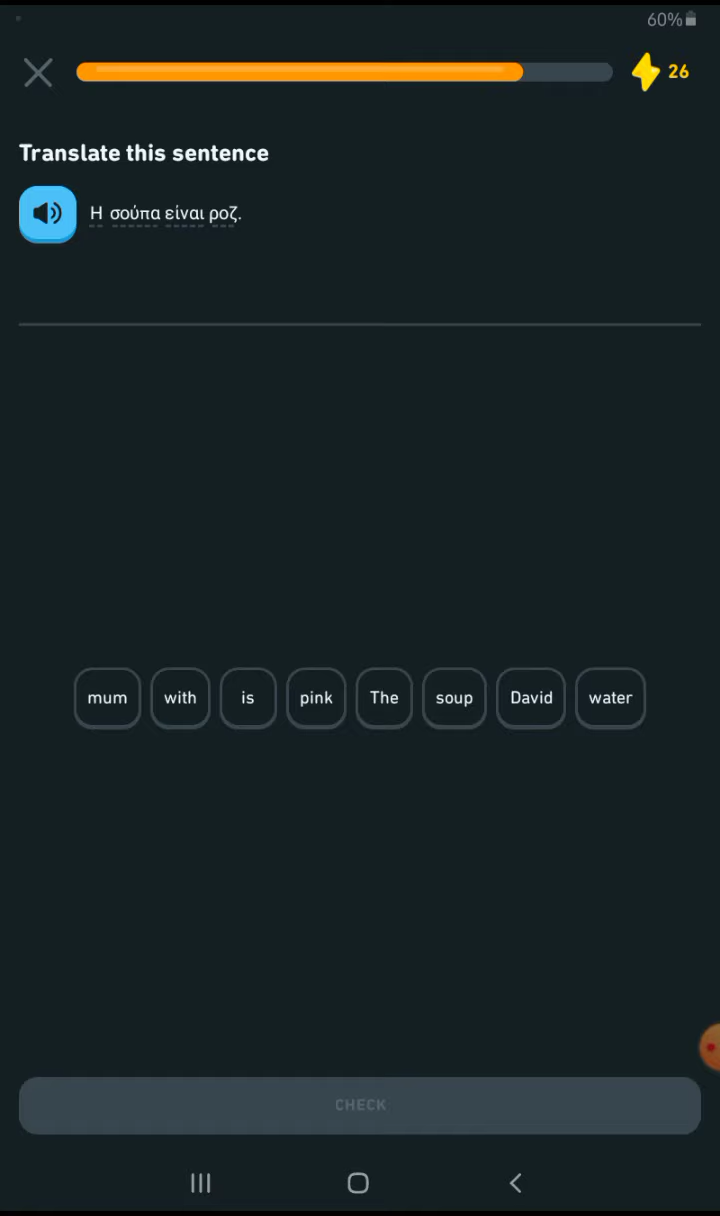 60%
26
Translate this sentence
Η σούπα είναι ροζ.
mum with is pink The soup David water
CHECK